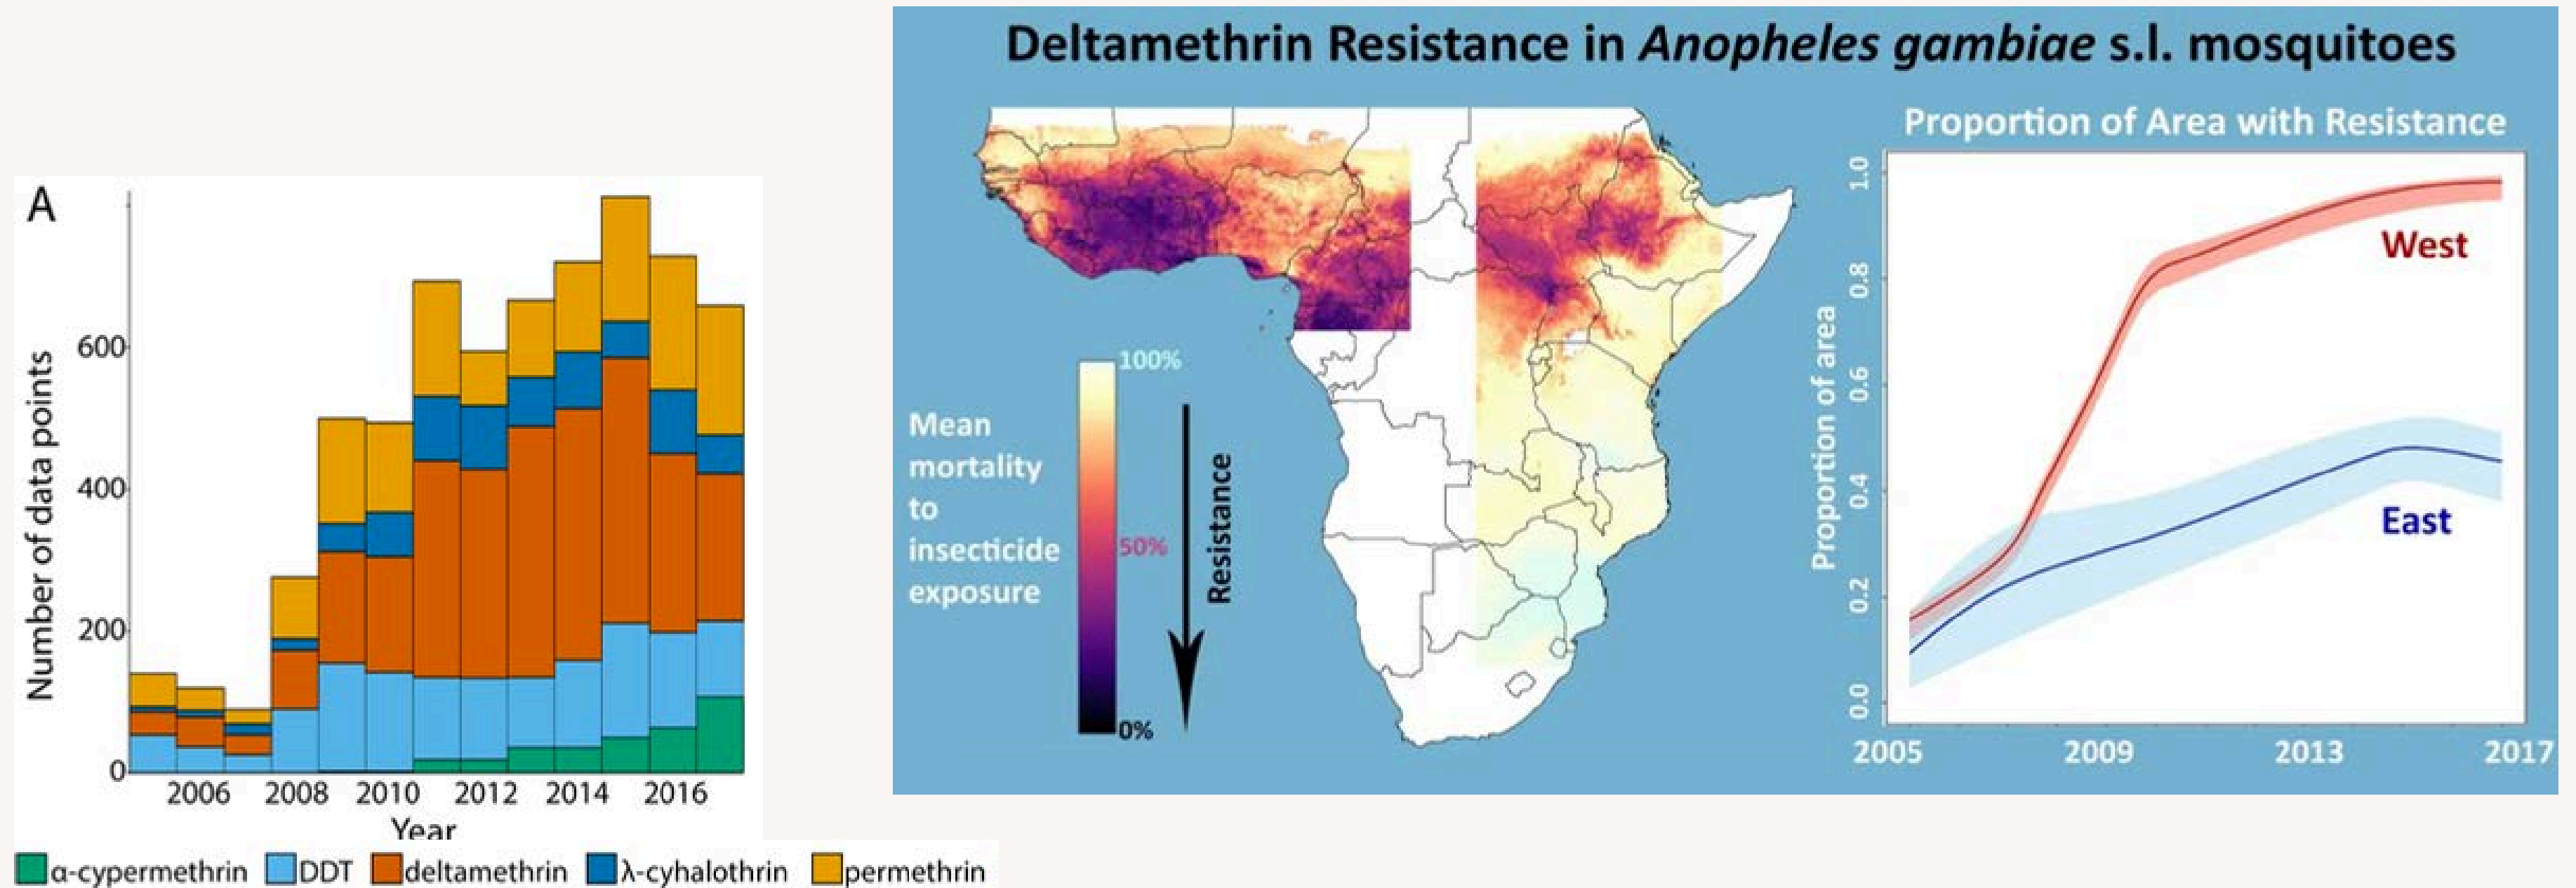 A
Number of data points
600
400
200
0
2006 2008 2010 2012 2014 2016
Year
α-cypermethrin DDT deltamethrin λ-cyhalothrin permethrin
Deltamethrin Resistance in Anopheles gambiae s.l. mosquitoes
Mean
mortality
to
insecticide
exposure
100%
50%
0%
Resistance
Proportion of Area with Resistance
Proportion of area
1.0
0.8
0.6
0.4
0.2
0.0
West
East
2005 2009 2013 2017